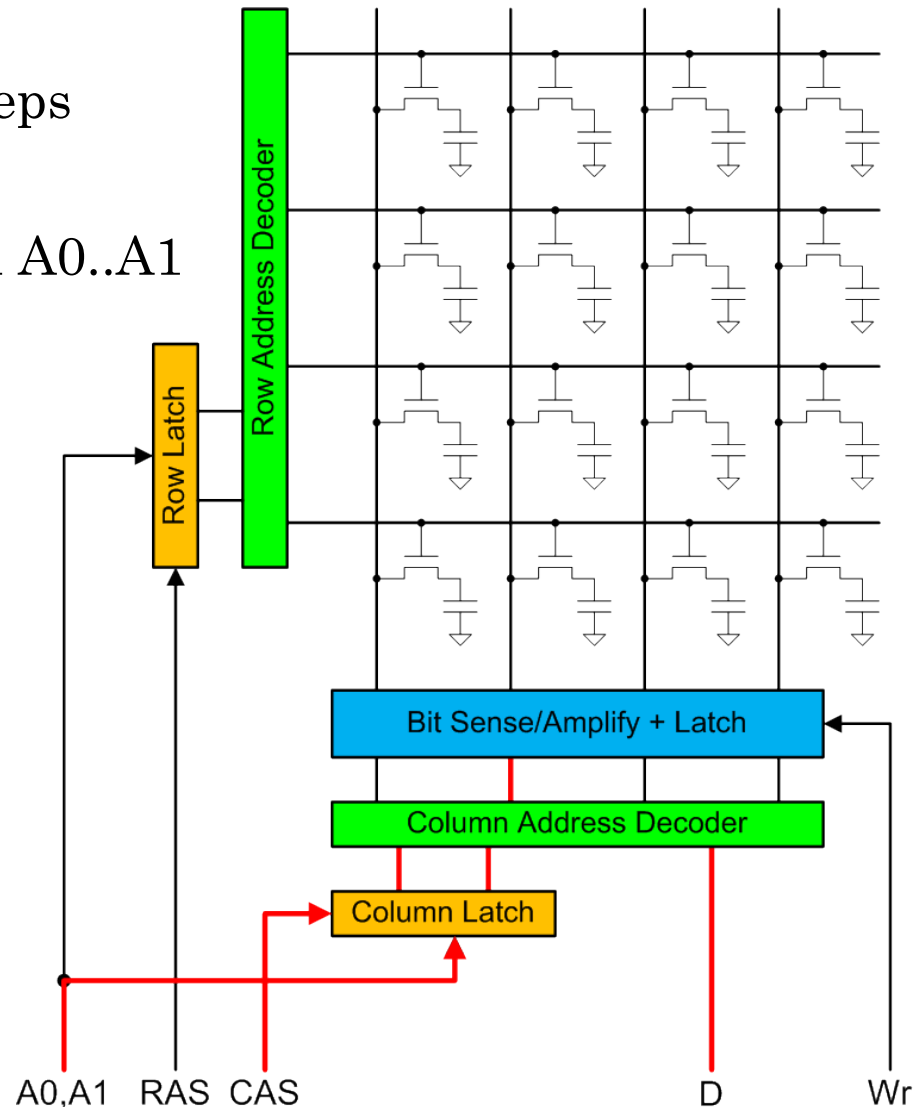 eps
A0..A1
Row Address Decoder
Row Latch
Bit Sense/Amplify + Latch
Column Address Decoder
Column Latch
A0,A1 RAS CAS D Wr